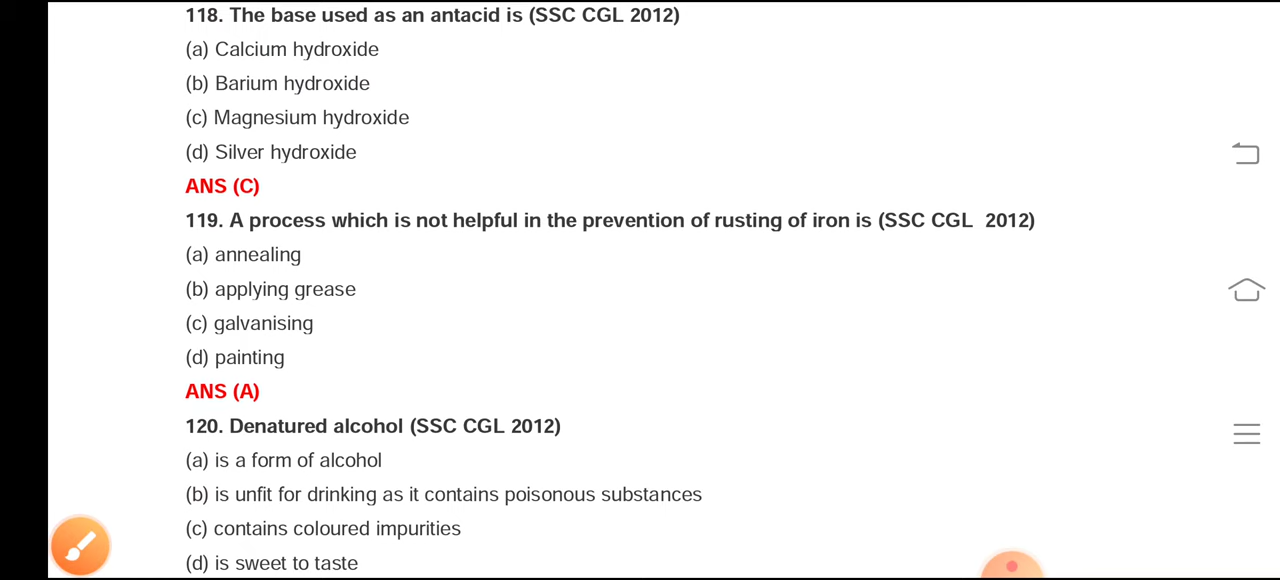 118. The base used as an antacid is (SSC CGL 2012)
(a) Calcium hydroxide
(b) Barium hydroxide
(c) Magnesium hydroxide
(d) Silver hydroxide
ANS (C)
119. A process which is not helpful in the prevention of rusting of iron is (SSC CGL  2012)
(a) annealing
(b) applying grease
(c) galvanising
(d) painting
ANS (A)
120. Denatured alcohol (SSC CGL 2012)
(a) is a form of alcohol
(b) is unfit for drinking as it contains poisonous substances
(c) contains coloured impurities
(d) is sweet to taste